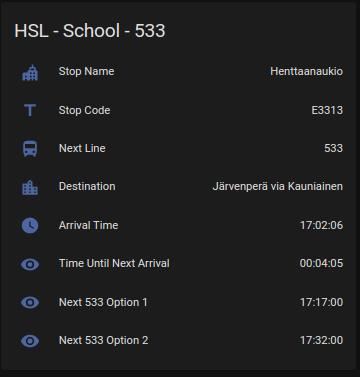 HSL - School - 533
Stop Name Henttaanaukio
Stop Code E3313
Next Line 533
Destination Järvenperä via Kauniainen
Arrival Time 17:02:06
Time Until Next Arrival 00:04:05
Next 533 Option 1 17:17:00
Next 533 Option 2 17:32:00